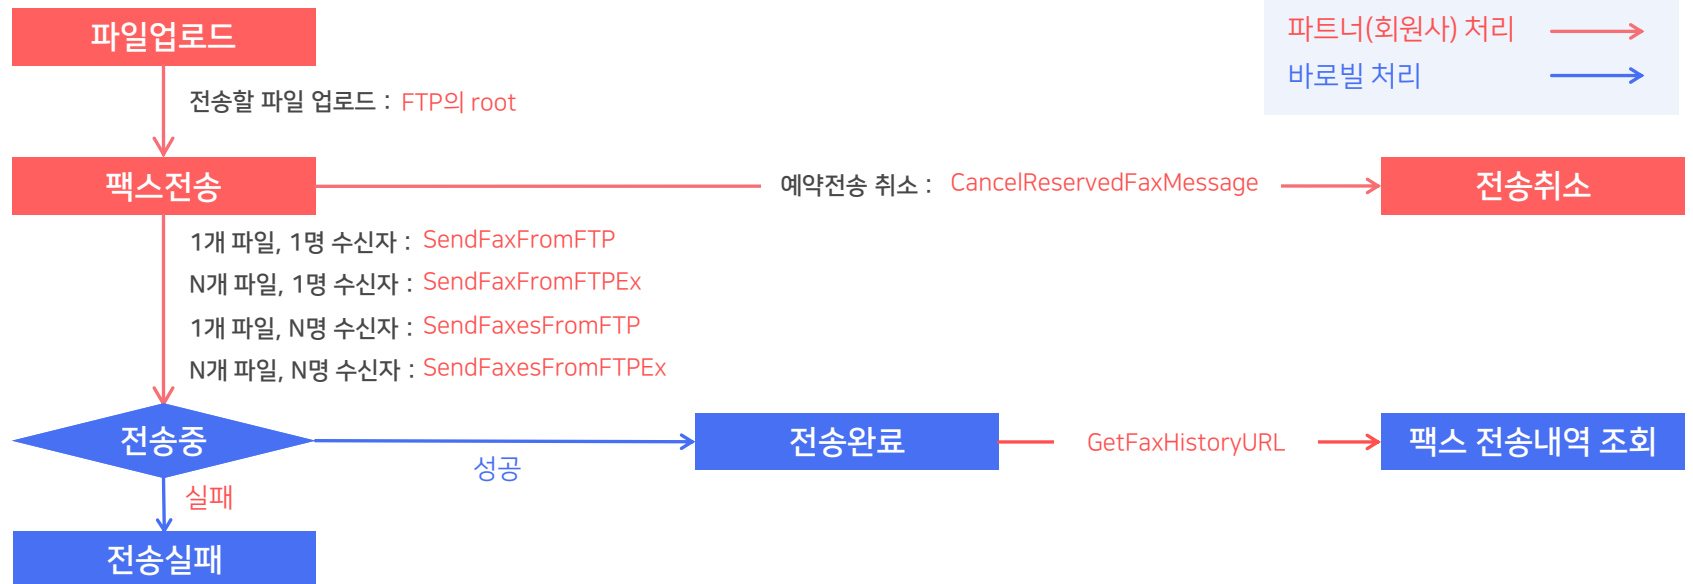 파일업로드
파트너(회원사) 처리
바로빌 처리
전송할 파일 업로드 : FTP의 root
팩스전송
예약전송 취소 : CancelReservedFaxMessage
전송취소
1개 파일, 1명 수신자 : SendFaxFromFTP
N개 파일, 1명 수신자 : SendFaxFromFTPEx
1개 파일, N명 수신자 : SendFaxesFromFTP
N개 파일, N명 수신자 : SendFaxesFromFTPEx
전송중
성공
전송완료
GetFaxHistoryURL
팩스 전송내역 조회
실패
전송실패